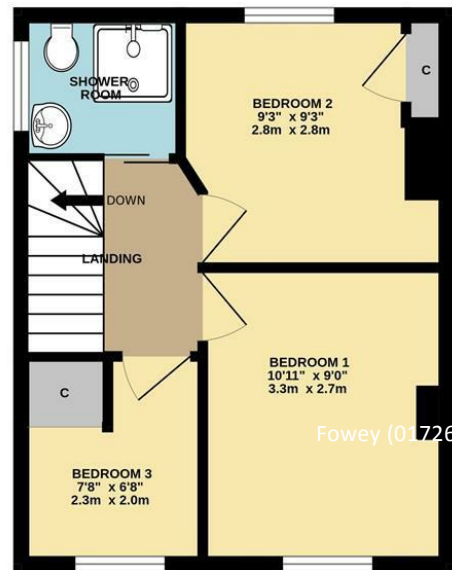 SHOWER
ROOM
BEDROOM 2
9'3" x 9'3"
2.8m x 2.8m
C
DOWN
LANDING
BEDROOM 1
10'11" x 9'0"
3.3m x 2.7m
C
Fowey (01726
BEDROOM 3
7'8" x 6'8"
2.3m x 2.0m